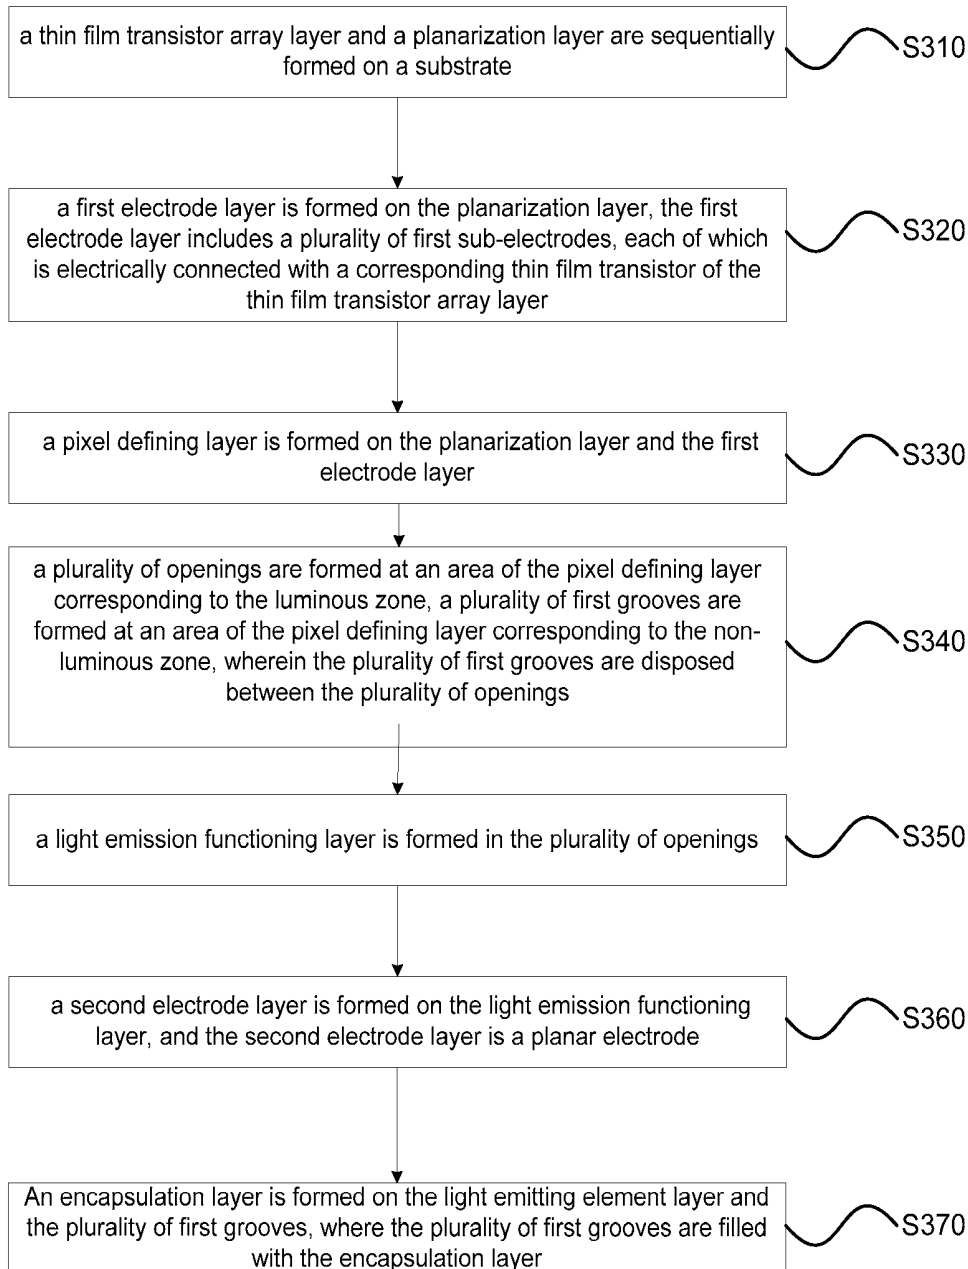 a thin film transistor array layer and a planarization layer are sequentially
formed on a substrate
S310
a first electrode layer is formed on the planarization layer, the first
electrode layer includes a plurality of first sub-electrodes, each of which
is electrically connected with a corresponding thin film transistor of the
thin film transistor array layer
S320
a pixel defining layer is formed on the planarization layer and the first
electrode layer
S330
a plurality of openings are formed at an area of the pixel defining layer
corresponding to the luminous zone, a plurality of first grooves are
formed at an area of the pixel defining layer corresponding to the non-
luminous zone, wherein the plurality of first grooves are disposed
between the plurality of openings
S340
a light emission functioning layer is formed in the plurality of openings
S350
a second electrode layer is formed on the light emission functioning
layer, and the second electrode layer is a planar electrode
S360
An encapsulation layer is formed on the light emitting element layer and
the plurality of first grooves, where the plurality of first grooves are filled
with the encapsulation layer
S370